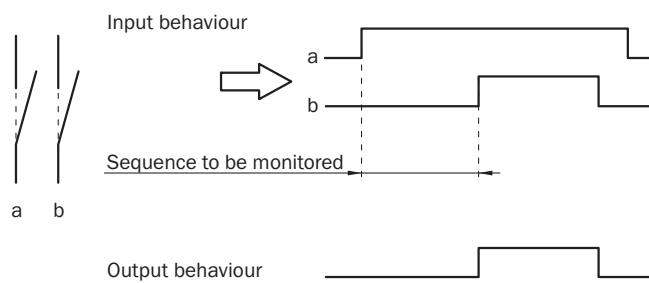 Input behaviour
a
b
Sequence to be monitored
a b
Output behaviour